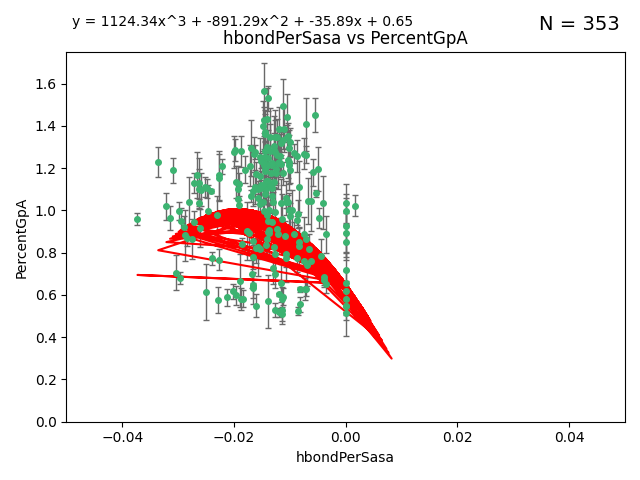 y = 1124.34x^3 + -891.29x^2 + -35.89x + 0.65
N = 353
hbondPerSasa vs PercentGpA
1.6
1.4
1.2
1.0
0.8
0.6
0.4
0.2
0.0
PercentGpA
−0.04
−0.02
0.00
0.02
0.04
hbondPerSasa